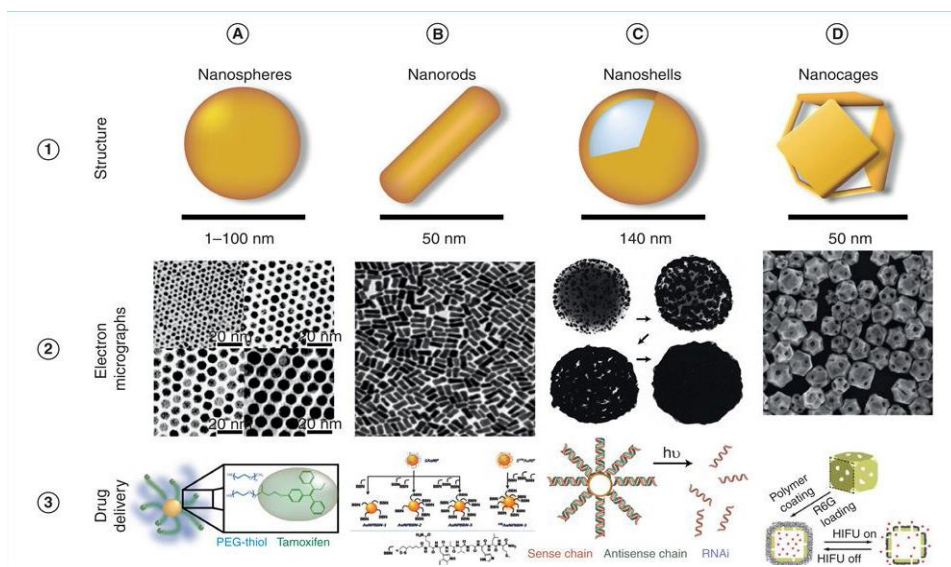 A
B
C
D
Nanospheres
Nanorods
Nanoshells
Nanocages
1
Structure
1–100 nm
50 nm
140 nm
50 nm
2
Electron
micrographs
20 nm
20 nm
20 nm
20 nm
3
Drug
delivery
PEG-thiol
Tamoxifen
hυ
Sense chain
Antisense chain
RNAi
Polymer
coating
R6G
loading
HIFU on
HIFU off